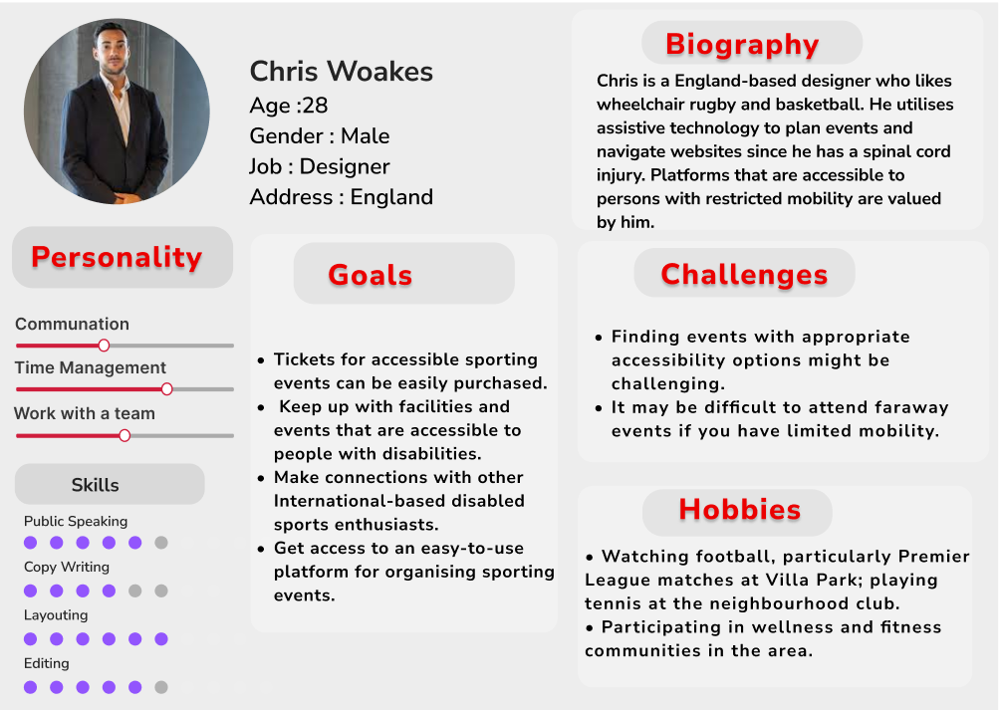 Chris Woakes
Age :28
Gender : Male
Job : Designer
Address : England
Biography
Chris is a England-based designer who likes
wheelchair rugby and basketball. He utilises
assistive technology to plan events and
navigate websites since he has a spinal cord
injury. Platforms that are accessible to
persons with restricted mobility are valued
by him.
Personality
Communation
Time Management
Work with a team
Skills
Public Speaking
Copy Writing
Layouting
Editing
Goals
• Tickets for accessible sporting
events can be easily purchased.
• Keep up with facilities and
events that are accessible to
people with disabilities.
• Make connections with other
International-based disabled
sports enthusiasts.
• Get access to an easy-to-use
platform for organising sporting
events.
Challenges
• Finding events with appropriate
accessibility options might be
challenging.
• It may be difficult to attend faraway
events if you have limited mobility.
Hobbies
• Watching football, particularly Premier
League matches at Villa Park; playing
tennis at the neighbourhood club.
• Participating in wellness and fitness
communities in the area.